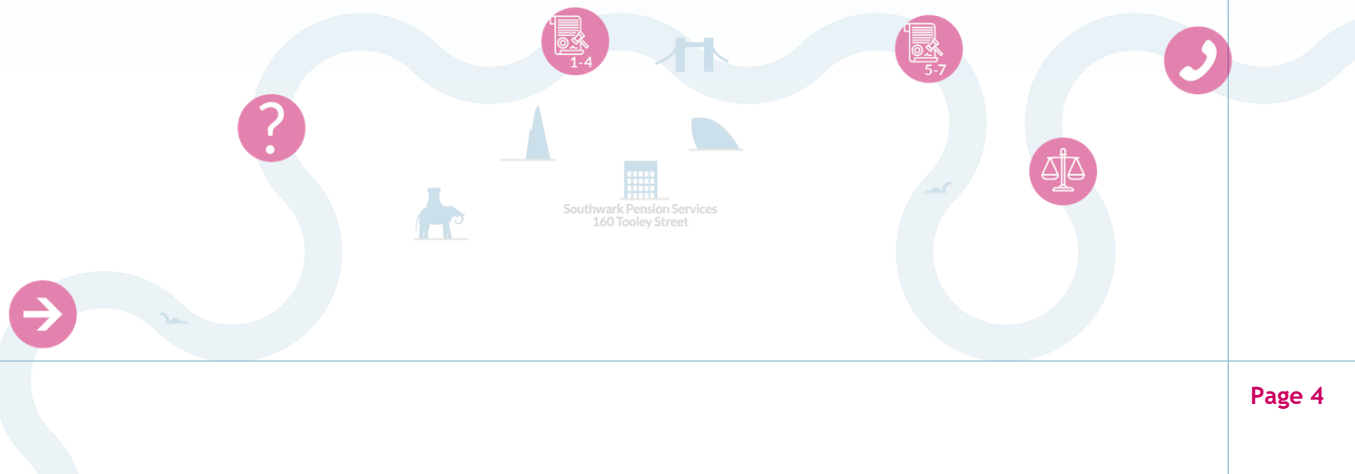 1-4
5-7
?
Southwark Pension Services
160 Tooley Street
Page 4